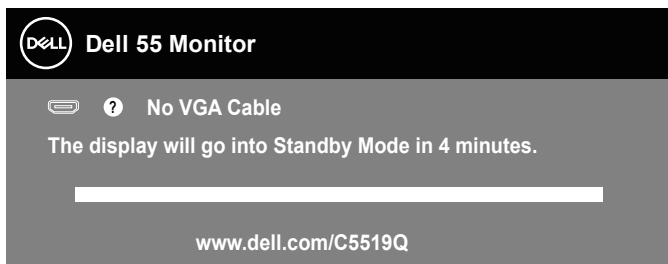 DELL Dell 55 Monitor
? No VGA Cable
The display will go into Standby Mode in 4 minutes.
www.dell.com/C5519Q